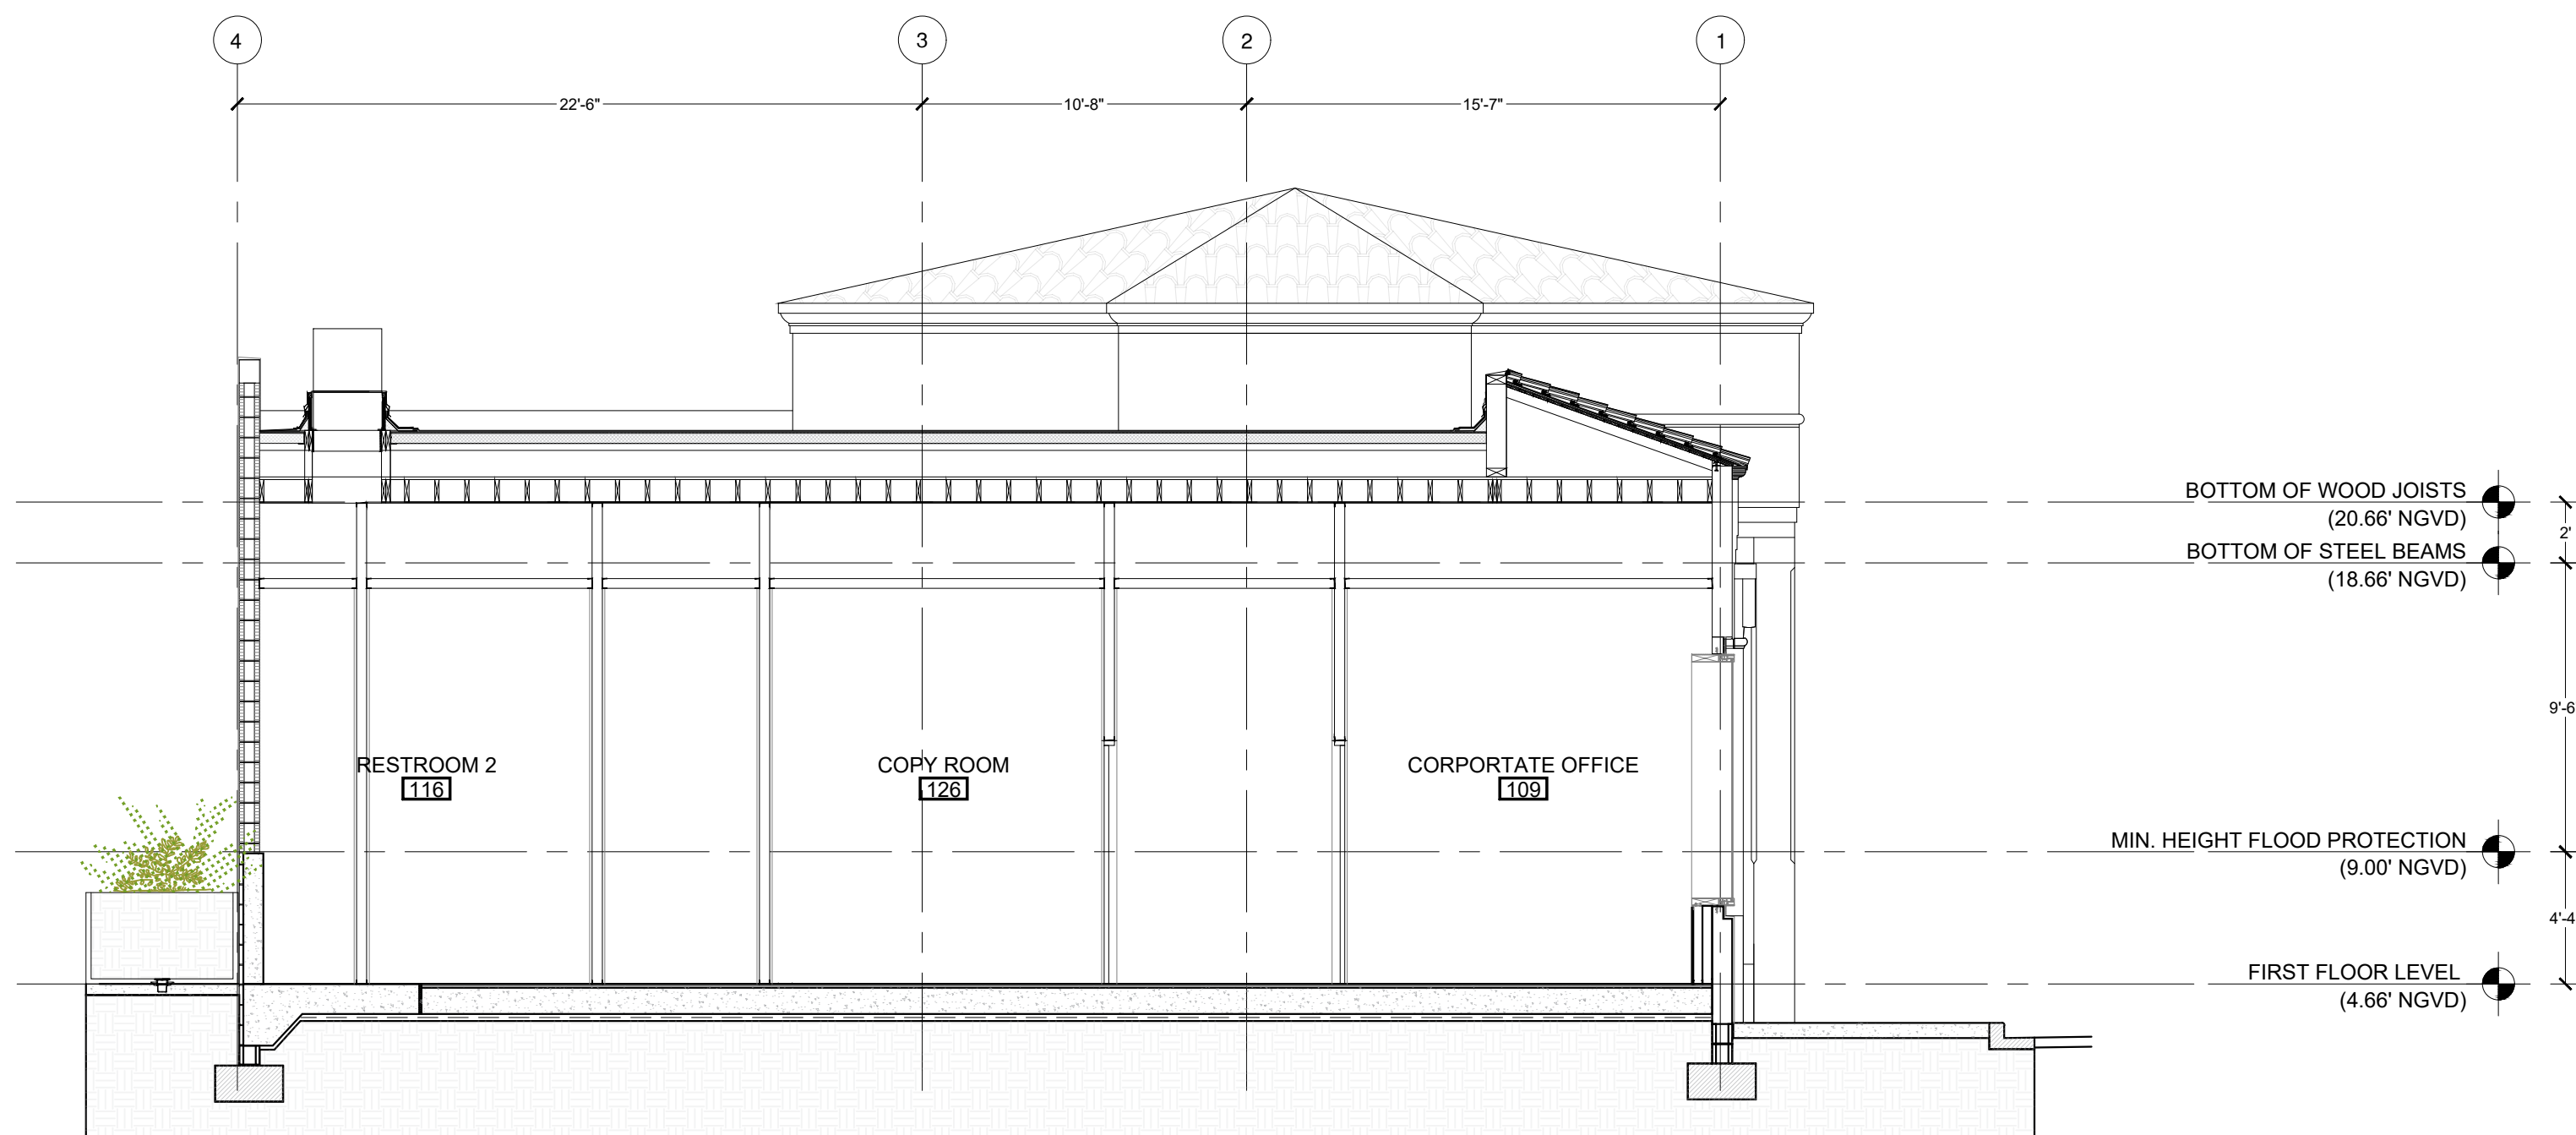 4
3
2
1
22'-6"
10'-8"
15'-7"
BOTTOM OF WOOD JOISTS
(20.66' NGVD)
2'
BOTTOM OF STEEL BEAMS
(18.66' NGVD)
9'-6
RESTROOM 2
116
COPY ROOM
126
CORPORTATE OFFICE
109
MIN. HEIGHT FLOOD PROTECTION
(9.00' NGVD)
4'-4
FIRST FLOOR LEVEL
(4.66' NGVD)